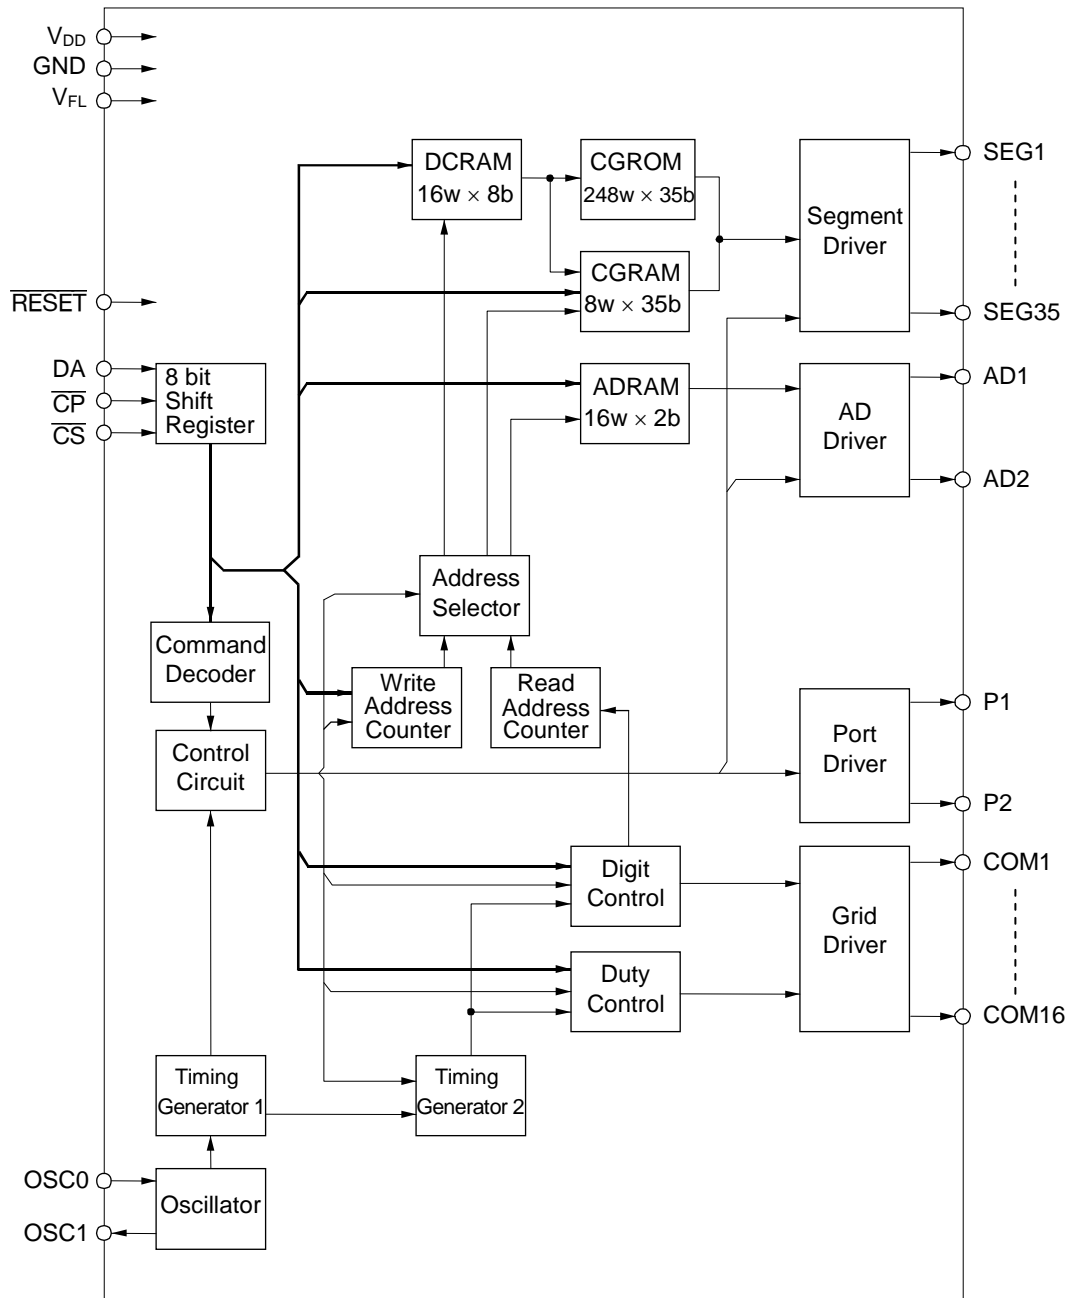 VDD
GND
VFL
RESET
DA
CP
CS
8 bit
Shift
Register
DCRAM
16w × 8b
CGROM
248w × 35b
CGRAM
8w × 35b
ADRAM
16w × 2b
Segment
Driver
SEG1
SEG35
AD
Driver
AD1
AD2
Address
Selector
Command
Decoder
Write
Address
Counter
Read
Address
Counter
Control
Circuit
Port
Driver
P1
P2
Digit
Control
Duty
Control
Grid
Driver
COM1
COM16
Timing
Generator 1
Timing
Generator 2
OSC0
OSC1
Oscillator